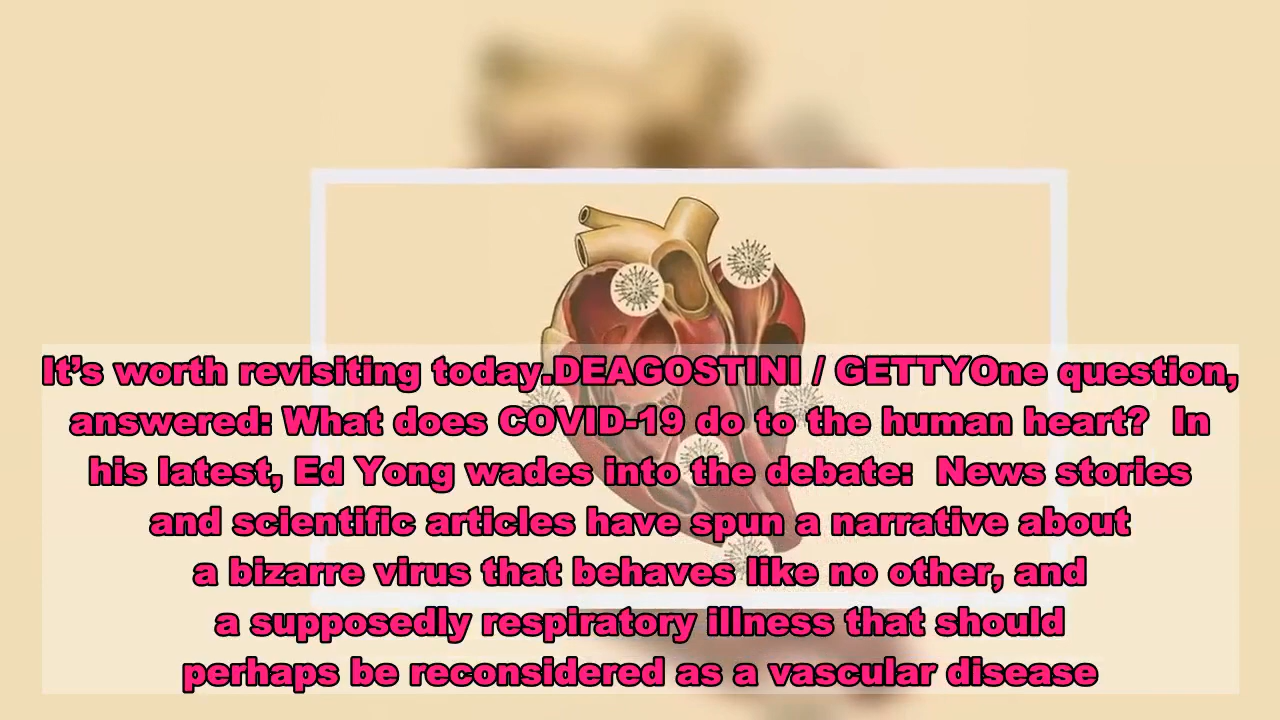 It’s worth revisiting today.DEAGOSTINI / GETTYOne question,
answered: What does COVID-19 do to the human heart?  In
his latest, Ed Yong wades into the debate:  News stories
and scientific articles have spun a narrative about
a bizarre virus that behaves like no other, and
a supposedly respiratory illness that should
perhaps be reconsidered as a vascular disease